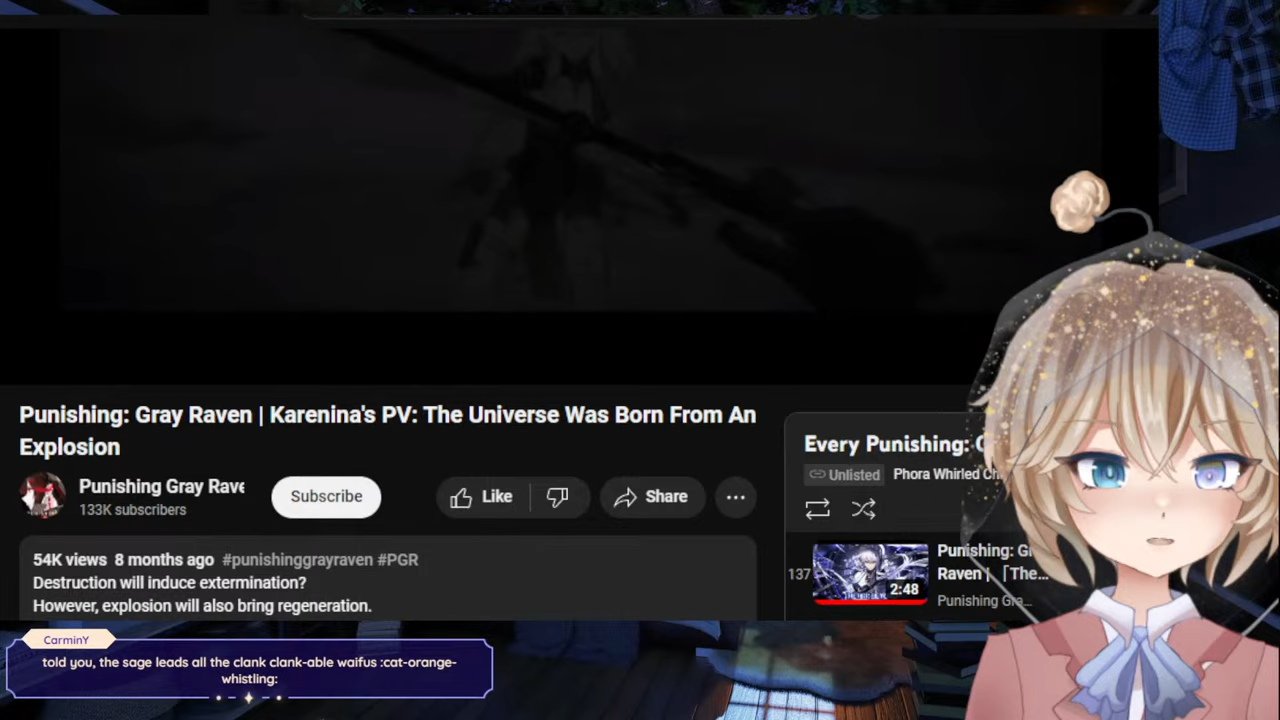 Punishing: Gray Raven | Karenina's PV: The Universe Was Born From An
Explosion
Punishing Gray Rave
133K subscribers
Subscribe
Like
Share
54K views 8 months ago #punishinggrayraven #PGR
Destruction will induce extermination?
However, explosion will also bring regeneration.
Every Punishing:
Unlisted
Phora Whirled
137
2:48
Punishing: Gr
Raven | 「The...
Punishing Gra...
CarminY
told you, the sage leads all the clank clank-able waifus :cat-orange-
whistling: